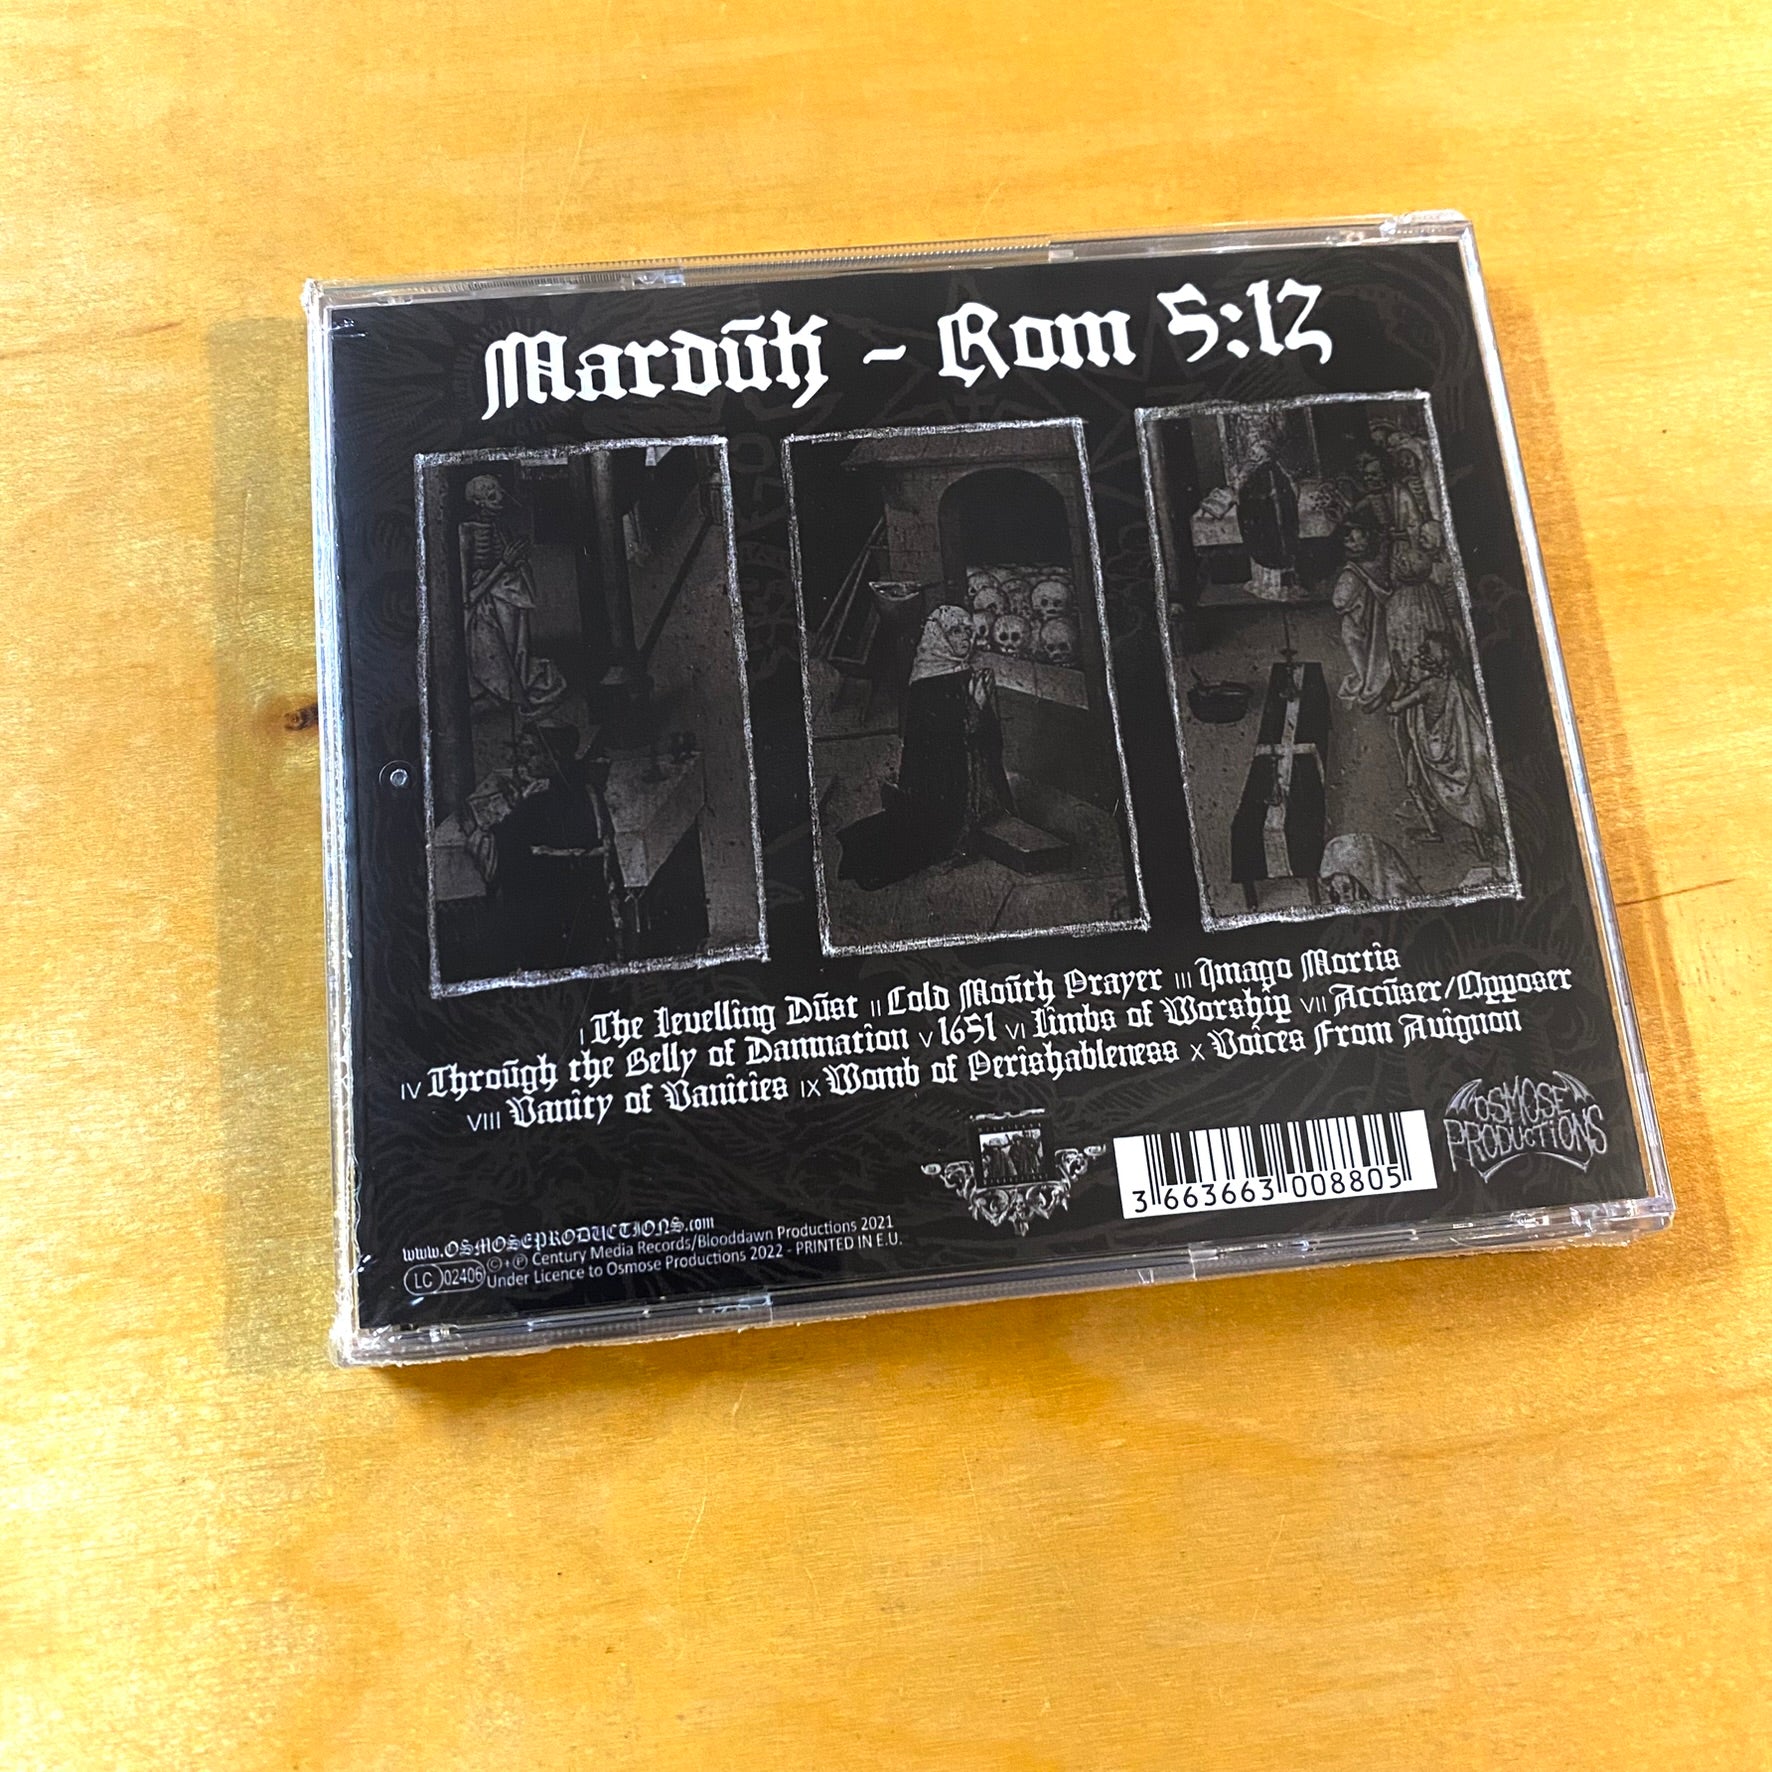 Marduk - Rom 5:12
I The Levelling Dust II Cold Mouth Prayer III Imago Mortis
IV Through the Belly of Damnation V 1651 VI Limbs of Worship VII Accuser/Opposer
VIII Vanity of Vanities IX Womb of Perishableness X Voices From Avignon
OSMOSE
PRODUCTIONS
3 663663 008805
www.OSMOSEPRODUCTIONS.com
LC 02406 ©+℗ Century Media Records/Blooddawn Productions 2021
Under Licence to Osmose Productions 2022 - PRINTED IN E.U.